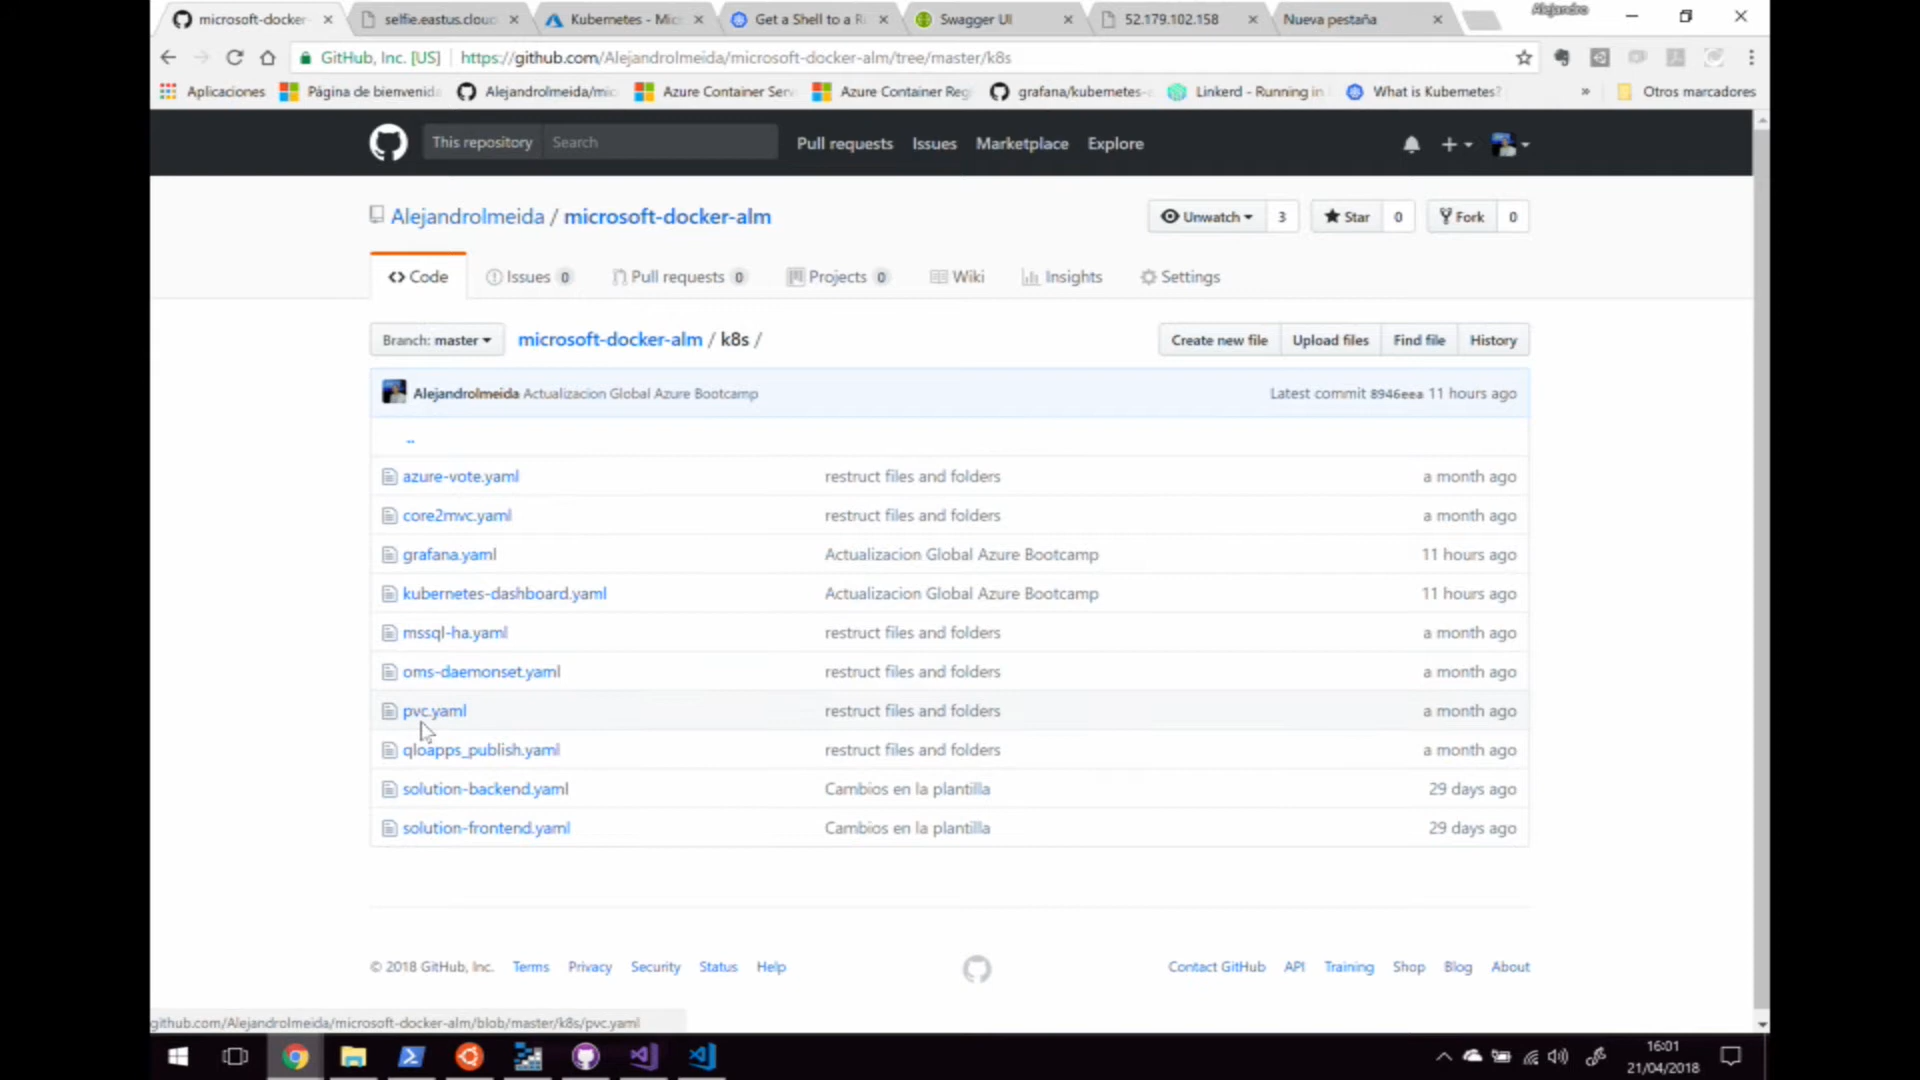 microsoft-docker-
selfie.eastus.cloud
Kubernetes - Mic
Get a Shell to a R
Swagger UI
52.179.102.158
Nueva pestaña
Alejandro
GitHub, Inc. [US]
https://github.com/AlejandroImeida/microsoft-docker-alm/tree/master/k8s
Aplicaciones
Página de bienvenida
AlejandroImeida/mic
Azure Container Serv
Azure Container Reg
grafana/kubernetes-
Linkerd - Running in
What is Kubernetes?
»
Otros marcadores
This repository
Search
Pull requests
Issues
Marketplace
Explore
AlejandroImeida / microsoft-docker-alm
Unwatch 3
Star 0
Fork 0
Code
Issues 0
Pull requests 0
Projects 0
Wiki
Insights
Settings
Branch: master
microsoft-docker-alm / k8s /
Create new file
Upload files
Find file
History
AlejandroImeida Actualizacion Global Azure Bootcamp
Latest commit 8946eea 11 hours ago
..
azure-vote.yaml restruct files and folders a month ago
core2mvc.yaml restruct files and folders a month ago
grafana.yaml Actualizacion Global Azure Bootcamp 11 hours ago
kubernetes-dashboard.yaml Actualizacion Global Azure Bootcamp 11 hours ago
mssql-ha.yaml restruct files and folders a month ago
oms-daemonset.yaml restruct files and folders a month ago
pvc.yaml restruct files and folders a month ago
qloapps_publish.yaml restruct files and folders a month ago
solution-backend.yaml Cambios en la plantilla 29 days ago
solution-frontend.yaml Cambios en la plantilla 29 days ago
© 2018 GitHub, Inc. Terms Privacy Security Status Help
Contact GitHub API Training Shop Blog About
github.com/AlejandroImeida/microsoft-docker-alm/blob/master/k8s/pvc.yaml
16:01
21/04/2018